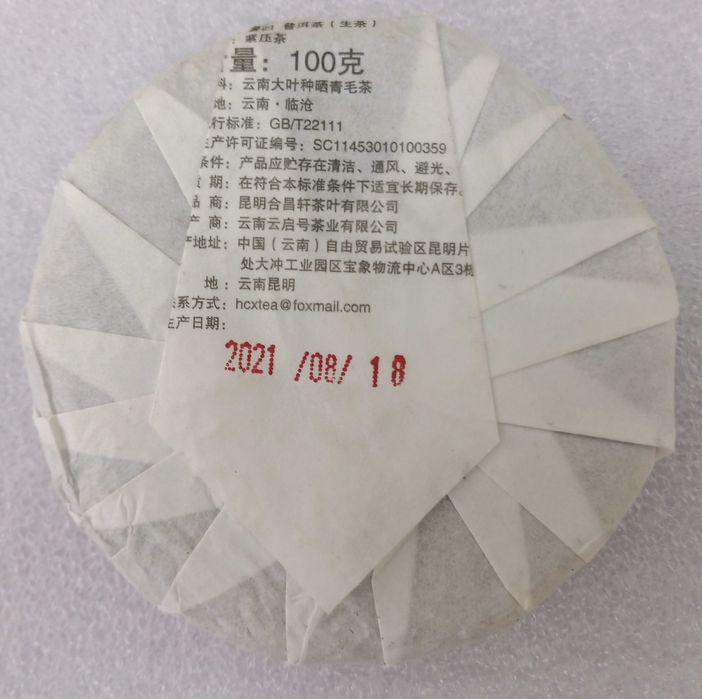 普洱茶（生茶）
紧压茶
量：100克
料：云南大叶种晒青毛茶
地：云南·临沧
行标准：GB/T22111
生产许可证编号：SC11453010100359
条件：产品应贮存在清洁、通风、避光、
期：在符合本标准条件下适宜长期保存。
品 商：昆明合昌轩茶叶有限公司
产 商：云南云启号茶业有限公司
产地址：中国（云南）自由贸易试验区昆明片
处大冲工业园区宝象物流中心A区3栋
地：云南昆明
系方式：hcxtea@foxmail.com
生产日期：
2021 /08/ 18